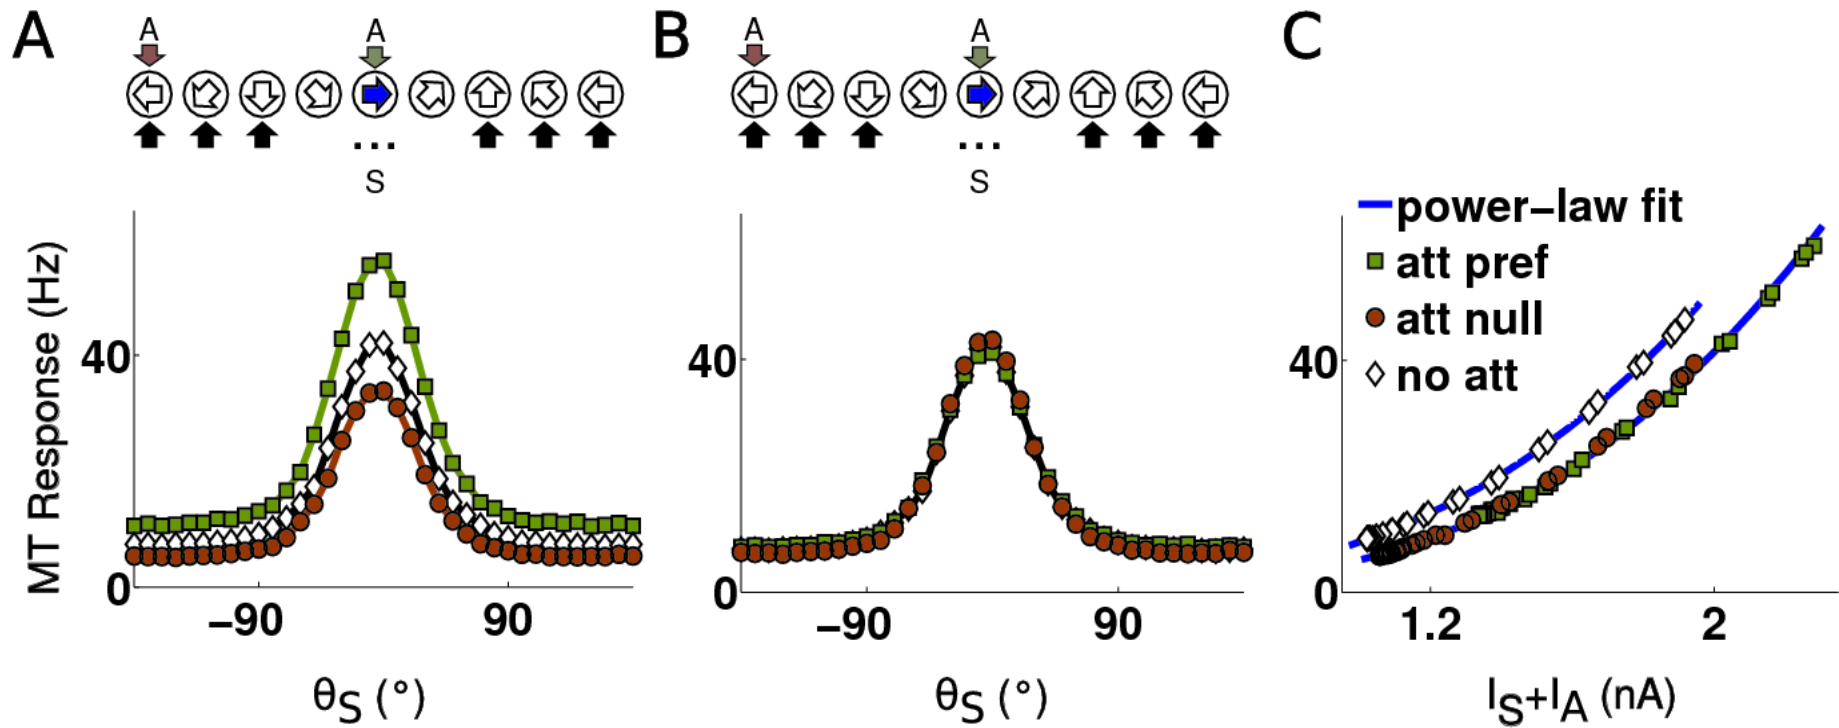 A
A A
... 
S
MT Response (Hz)
40
0
−90 90
θS (°)
B
A A
...
S
40
0
−90 90
θS (°)
C
power−law fit
att pref
att null
no att
40
0
1.2 2
IS+IA (nA)